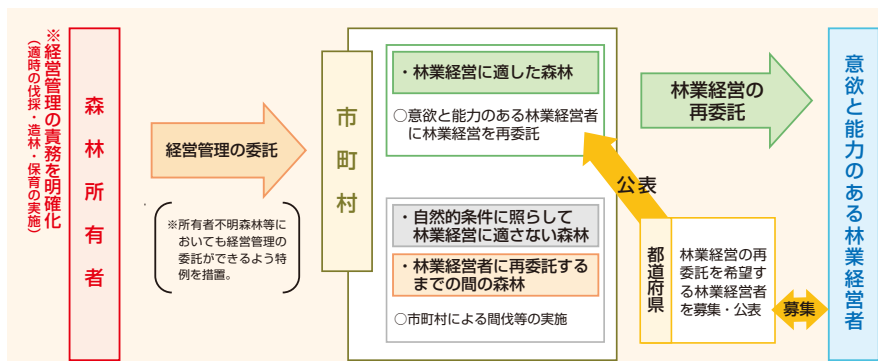 ※経営管理の責務を明確化
（適時の伐採・造林・保育の実施）
森林所有者
経営管理の委託
※所有者不明森林等に
おいても経営管理の
委託ができるよう特
例を措置。
市町村
・林業経営に適した森林
○意欲と能力のある林業経営者
に林業経営を再委託
・自然的条件に照らして
林業経営に適さない森林
・林業経営者に再委託する
までの間の森林
○市町村による間伐等の実施
林業経営の
再委託
公表
都道府県
林業経営の再
委託を希望す
る林業経営者
を募集・公表
募集
意欲と能力のある林業経営者